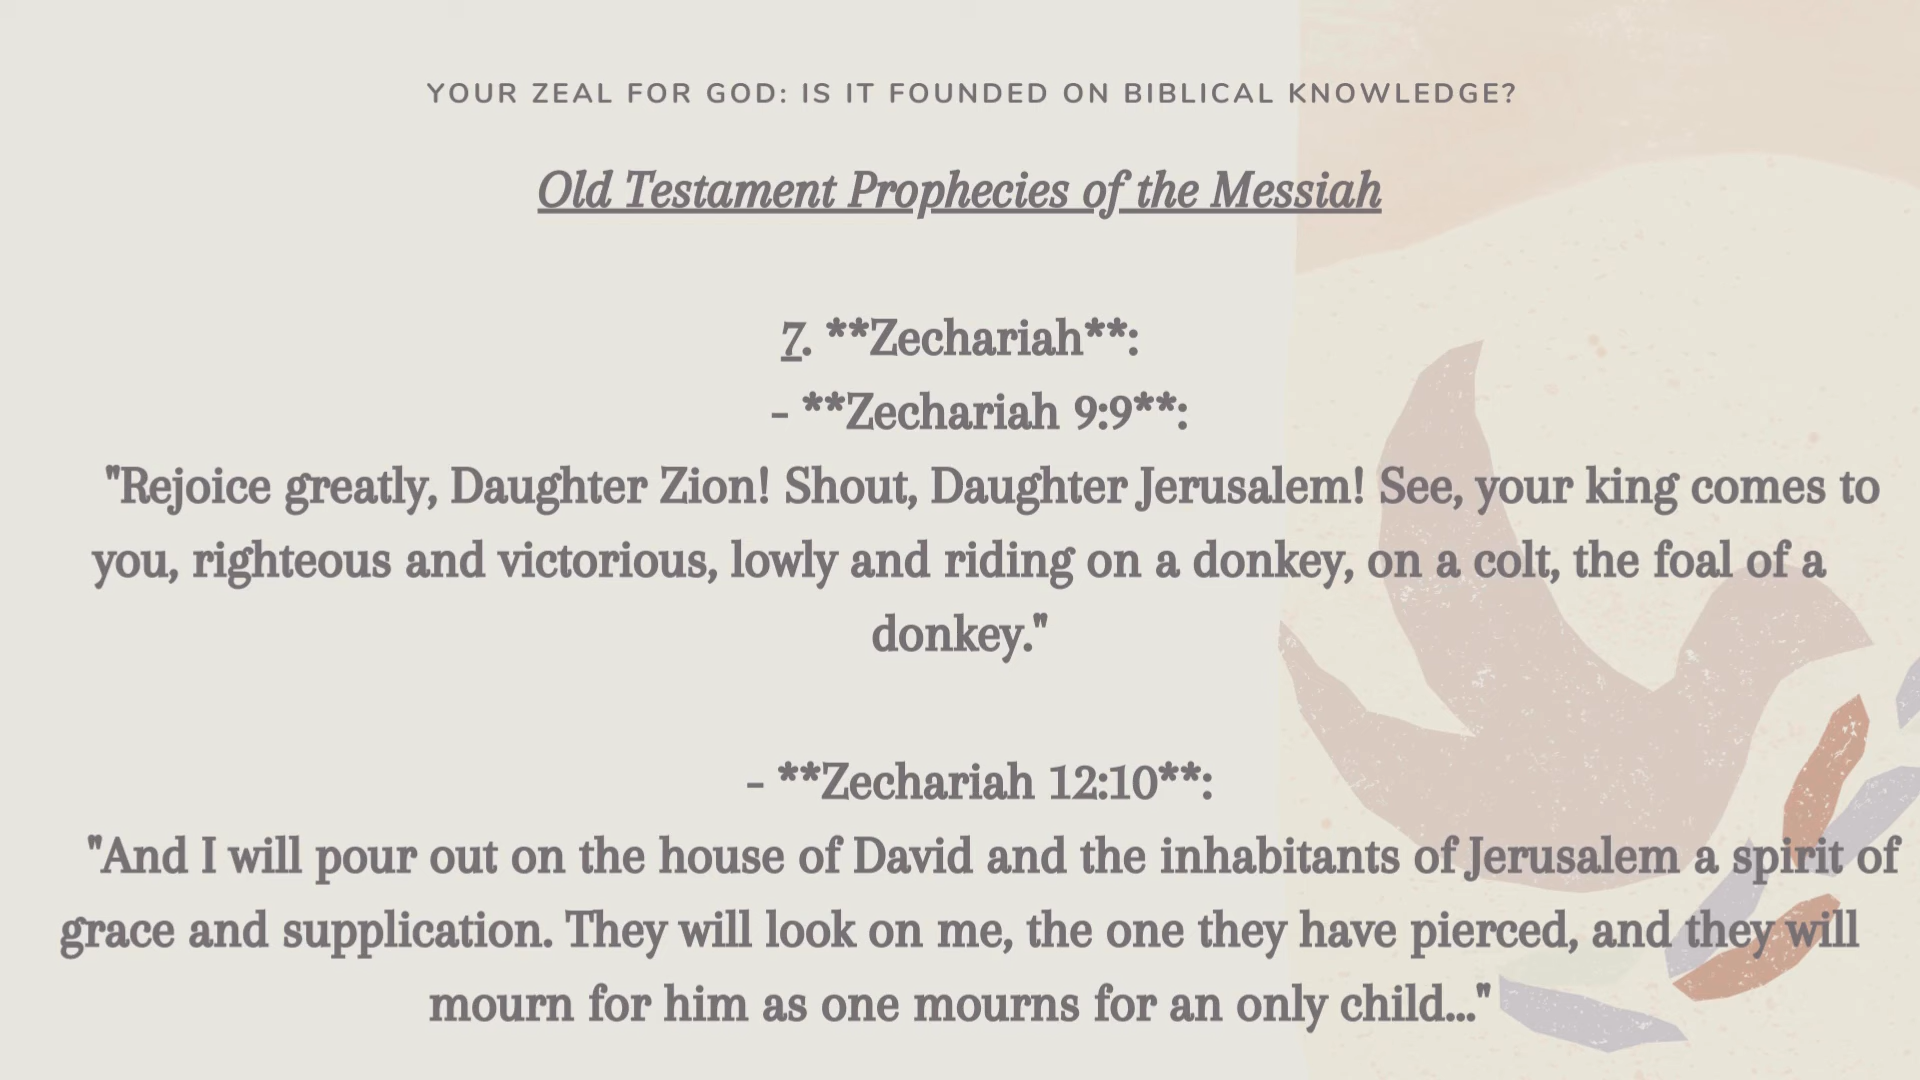 YOUR ZEAL FOR GOD: IS IT FOUNDED ON BIBLICAL KNOWLEDGE?
Old Testament Prophecies of the Messiah
7. **Zechariah**:
- **Zechariah 9:9**:
"Rejoice greatly, Daughter Zion! Shout, Daughter Jerusalem! See, your king comes to
you, righteous and victorious, lowly and riding on a donkey, on a colt, the foal of a
donkey."
- **Zechariah 12:10**:
"And I will pour out on the house of David and the inhabitants of Jerusalem a spirit of
grace and supplication. They will look on me, the one they have pierced, and they will
mourn for him as one mourns for an only child..."